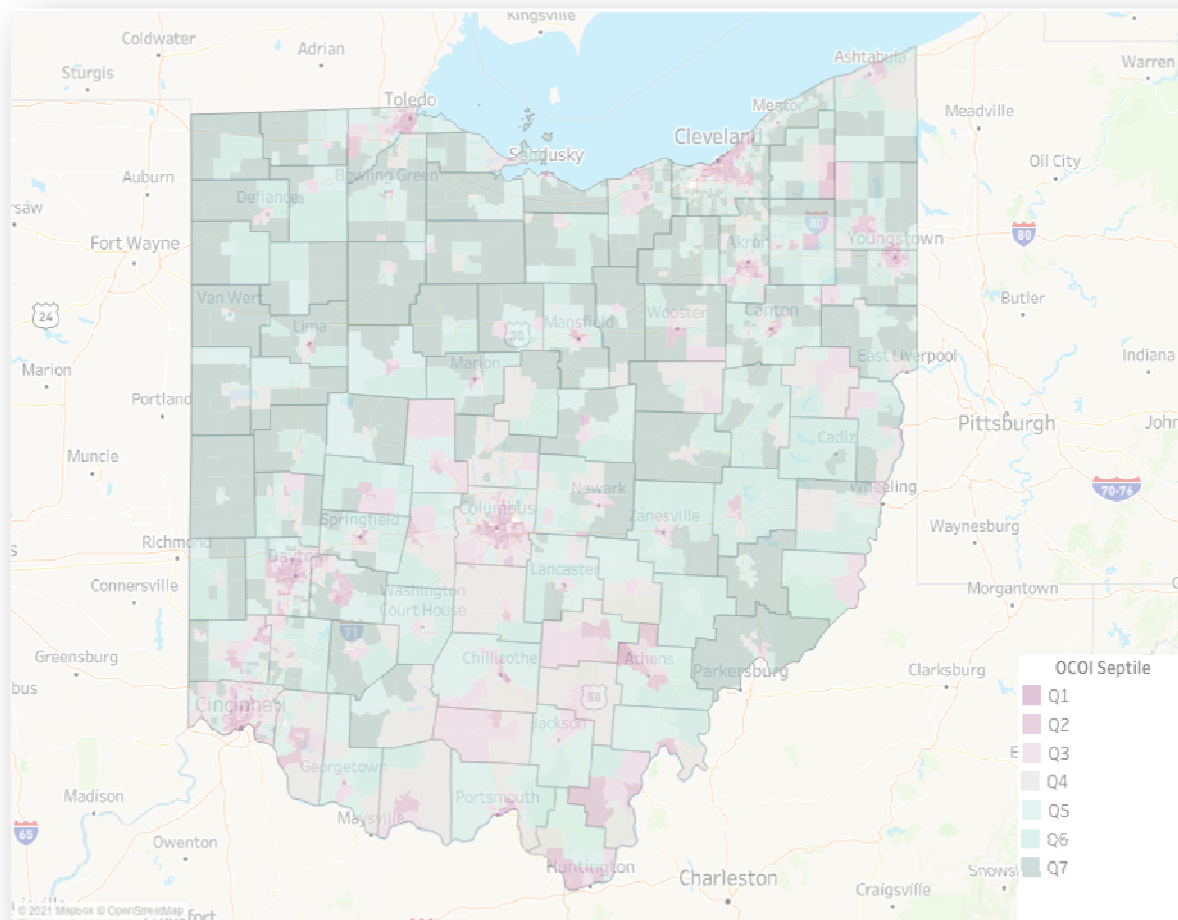 Kingsville
Coldwater
Adrian
Ashtabula
Sturgis
Warren
Toledo
Mentor
Meadville
Cleveland
Sandusky
Oil City
Auburn
Bowling Green
Defiance
rsaw
80
Fort Wayne
Akron
Youngstown
80
Van Wert
Butler
24
Lima
30
Mansfield
Wooster
Canton
Marion
Marion
East Liverpool
Indiana
Portland
Pittsburgh
John
Muncie
Cadiz
Newark
Wheeling
70-76
Columbus
Springfield
Zanesville
Waynesburg
Richmond
s
Dayton
Lancaster
Connersville
Washington
Court House
Morgantown
71
Greensburg
Chillicothe
Athens
Parkersburg
Clarksburg
bus
OCOI Septile
Q1
Q2
Q3
Q4
Q5
Q6
Q7
50
Cincinnati
Jackson
Georgetown
Madison
Portsmouth
Maysville
65
Owenton
Huntington
Charleston
Craigsville
Snows
© 2021 Mapbox © OpenStreetMap